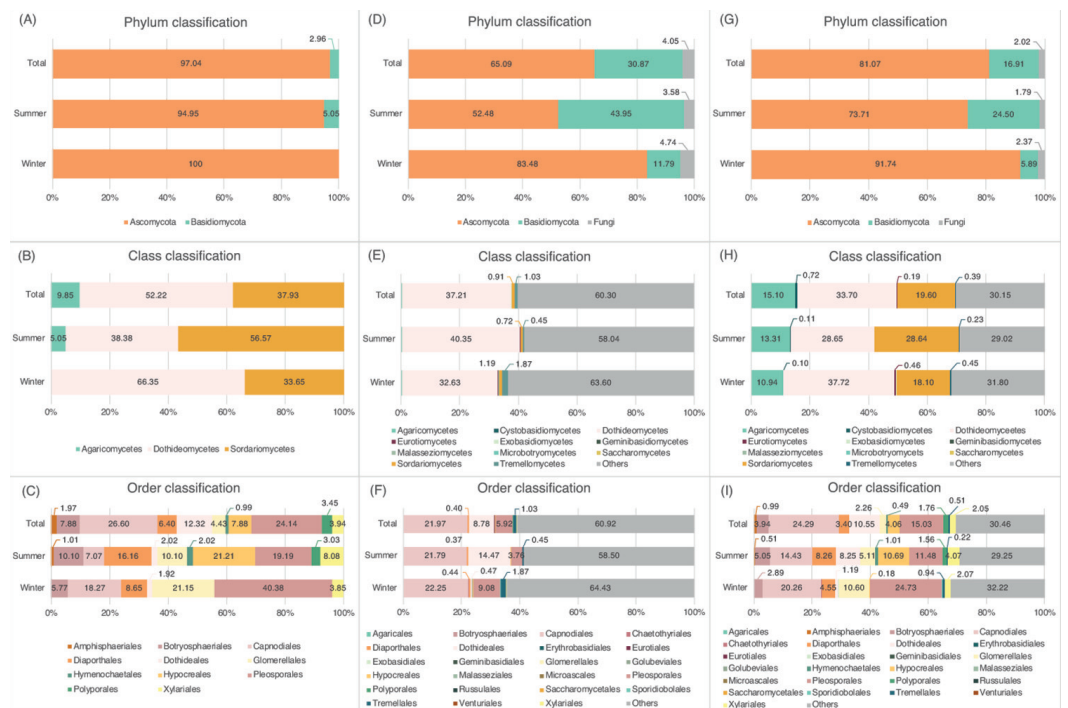 (A) Phylum classification
2.96
Total 97.04
Summer 94.95 5.05
Winter 100
0% 20% 40% 60% 80% 100%
Ascomycota Basidiomycota
(B) Class classification
Total 9.85 52.22 37.93
Summer 5.05 38.38 56.57
Winter 66.35 33.65
0% 20% 40% 60% 80% 100%
Agaricomycetes Dothideomycetes Sordariomycetes
(C) Order classification
1.97 0.99 3.45
Total 7.88 26.60 6.40 12.32 4.43 7.88 24.14 3.94
1.01 2.02 2.02 3.03
Summer 10.10 7.07 16.16 10.10 21.21 19.19 8.08
1.92
Winter 5.77 18.27 8.65 21.15 40.38 3.85
0% 20% 40% 60% 80% 100%
Amphisphaeriales Botryosphaeriales Capnodiales
Diaporthales Dothideales Glomerellales
Hymenochaetales Hypocreales Pleosporales
Polyporales Xylariales
(D) Phylum classification
4.05
Total 65.09 30.87
3.58
Summer 52.48 43.95
4.74
Winter 83.48 11.79
0% 20% 40% 60% 80% 100%
Ascomycota Basidiomycota Fungi
(E) Class classification
0.91 1.03
Total 37.21 60.30
0.72 0.45
Summer 40.35 58.04
1.19 1.87
Winter 32.63 63.60
0% 20% 40% 60% 80% 100%
Agaricomycetes Cystobasidiomycetes Dothideomycetes
Eurotiomycetes Exobasidiomycetes Geminibasidiomycetes
Malasseziomycetes Microbotryomycetes Saccharomycetes
Sordariomycetes Tremellomycetes Others
(F) Order classification
0.40 1.03
Total 21.97 8.78 5.92 60.92
0.37 0.45
Summer 21.79 14.47 3.76 58.50
0.44 0.47 1.87
Winter 22.25 9.08 64.43
0% 20% 40% 60% 80% 100%
Agaricales Botryosphaeriales Capnodiales Chaetothyriales
Diaporthales Dothideales Erythrobasidiales Eurotiales
Exobasidiales Geminibasidiales Glomerellales Golubeviales
Hypocreales Malasseziales Microascales Pleosporales
Polyporales Russulales Saccharomycetales Sporidiobolales
Tremellales Venturiales Xylariales Others
(G) Phylum classification
2.02
Total 81.07 16.91
1.79
Summer 73.71 24.50
2.37
Winter 91.74 5.89
0% 20% 40% 60% 80% 100%
Ascomycota Basidiomycota Fungi
(H) Class classification
0.72 0.19 0.39
Total 15.10 33.70 19.60 30.15
0.11 0.23
Summer 13.31 28.65 28.64 29.02
0.10 0.46 0.45
Winter 10.94 37.72 18.10 31.80
0% 20% 40% 60% 80% 100%
Agaricomycetes Cystobasidiomycetes Dothideomyceetes
Eurotiomycetes Exobasidiomycetes Geminibasidiomycetes
Malasseziomycetes Microbotryomycetes Saccharomycetes
Sordariomycetes Tremellomycetes Others
(I) Order classification
0.99 2.26 0.49 1.76 0.51 2.05
Total 3.94 24.29 3.40 10.55 4.06 15.03 30.46
0.51 1.01 1.56 0.22
Summer 5.05 14.43 8.26 8.25 5.11 10.69 11.48 4.07 29.25
2.89 1.19 0.18 0.94 2.07
Winter 20.26 4.55 10.60 24.73 32.22
0% 20% 40% 60% 80% 100%
Agaricales Amphisphaeriales Botryosphaeriales Capnodiales
Chaetothyriales Diaporthales Dothideales Erythrobasidiales
Eurotiales Exobasidiales Geminibasidiales Glomerellales
Golubeviales Hymenochaetales Hypocreales Malasseziales
Microascales Pleosporales Polyporales Russulales
Saccharomycetales Sporidiobolales Tremellales Venturiales
Xylariales Others